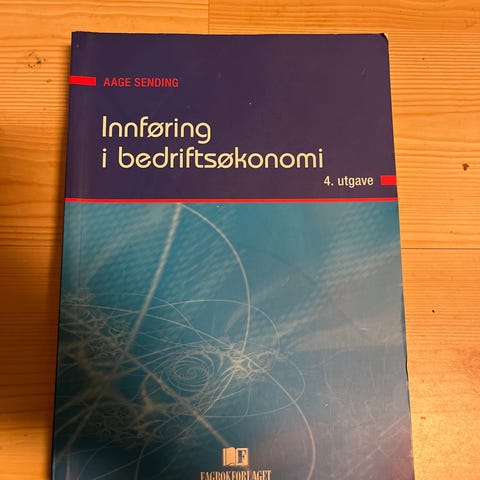 AAGE SENDING
Innføring
i bedriftsøkonomi
4. utgave
F
FAGBOKFORLAGET